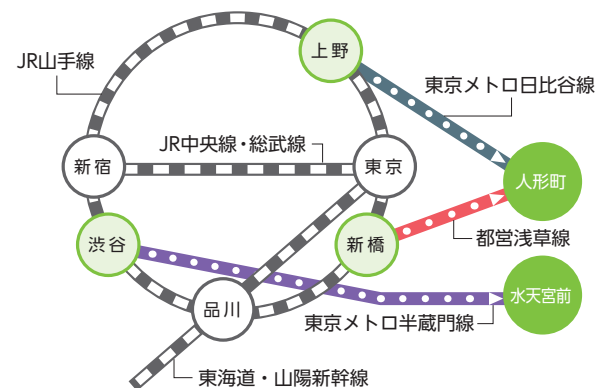 上野
JR山手線
東京メトロ日比谷線
JR中央線・総武線
新宿
東京
人形町
渋谷
新橋
都営浅草線
品川
水天宮前
東京メトロ半蔵門線
東海道・山陽新幹線